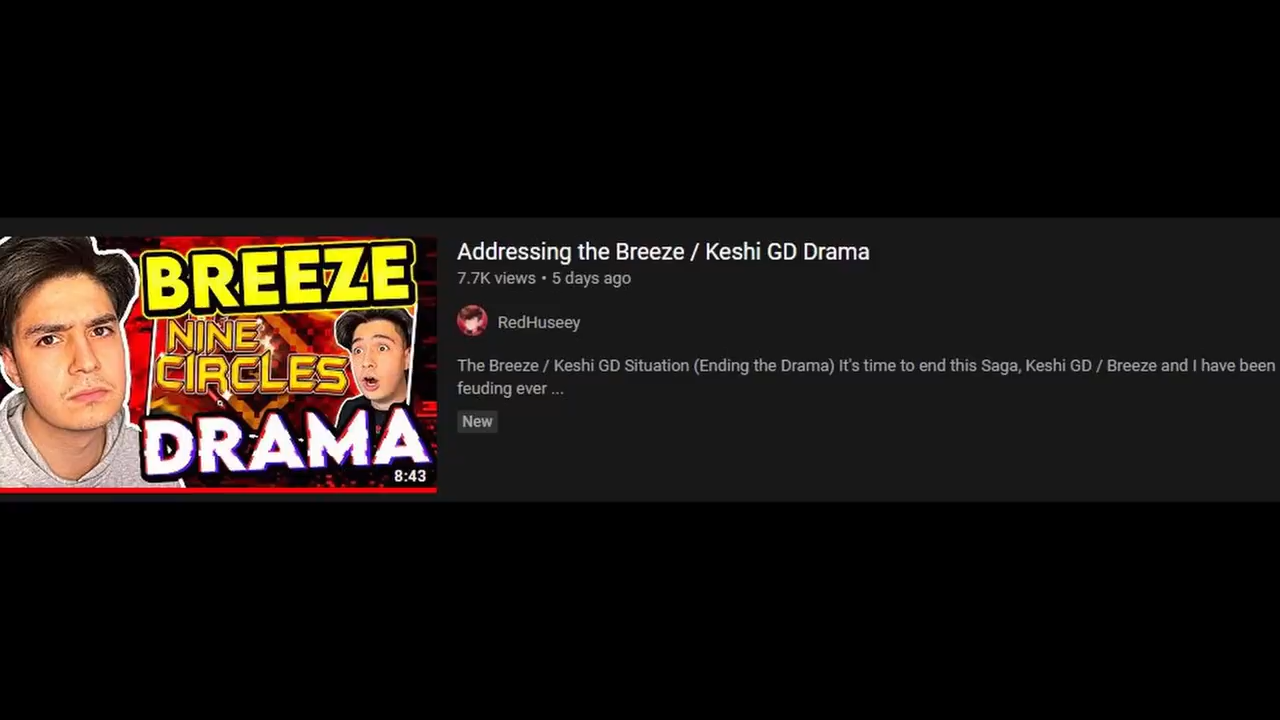 BREEZE
NINE
CIRCLES
DRAMA
8:43
Addressing the Breeze / Keshi GD Drama
7.7K views • 5 days ago
RedHuseey
The Breeze / Keshi GD Situation (Ending the Drama) It's time to end this Saga, Keshi GD / Breeze and I have been
feuding ever ...
New